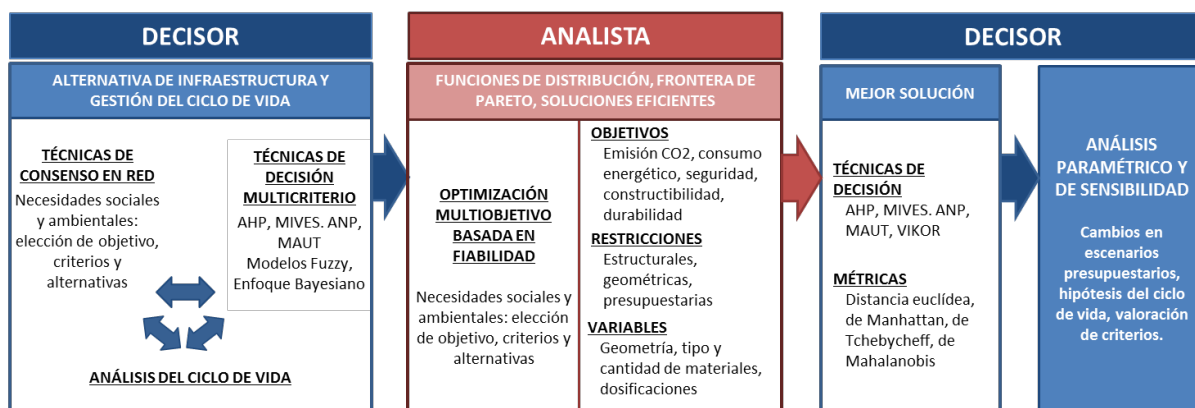 DECISOR
ALTERNATIVA DE INFRAESTRUCTURA Y
GESTIÓN DEL CICLO DE VIDA
TÉCNICAS DE
CONSENSO EN RED
Necesidades sociales
y ambientales:
elección de objetivo,
criterios y
alternativas
TÉCNICAS DE
DECISIÓN
MULTICRITERIO
AHP, MIVES. ANP,
MAUT
Modelos Fuzzy,
Enfoque Bayesiano
ANÁLISIS DEL CICLO DE VIDA
ANALISTA
FUNCIONES DE DISTRIBUCIÓN, FRONTERA DE
PARETO, SOLUCIONES EFICIENTES
OPTIMIZACIÓN
MULTIOBJETIVO
BASADA EN
FIABILIDAD
Necesidades sociales y
ambientales: elección
de objetivo, criterios y
alternativas
OBJETIVOS
Emisión CO2, consumo
energético, seguridad,
constructibilidad,
durabilidad
RESTRICCIONES
Estructurales,
geométricas,
presupuestarias
VARIABLES
Geometría, tipo y
cantidad de materiales,
dosificaciones
DECISOR
MEJOR SOLUCIÓN
TÉCNICAS DE
DECISIÓN
AHP, MIVES. ANP,
MAUT, VIKOR
MÉTRICAS
Distancia euclídea,
de Manhattan, de
Tchebycheff, de
Mahalanobis
ANÁLISIS
PARAMÉTRICO Y
DE SENSIBILIDAD
Cambios en
escenarios
presupuestarios,
hipótesis del ciclo
de vida, valoración
de criterios.